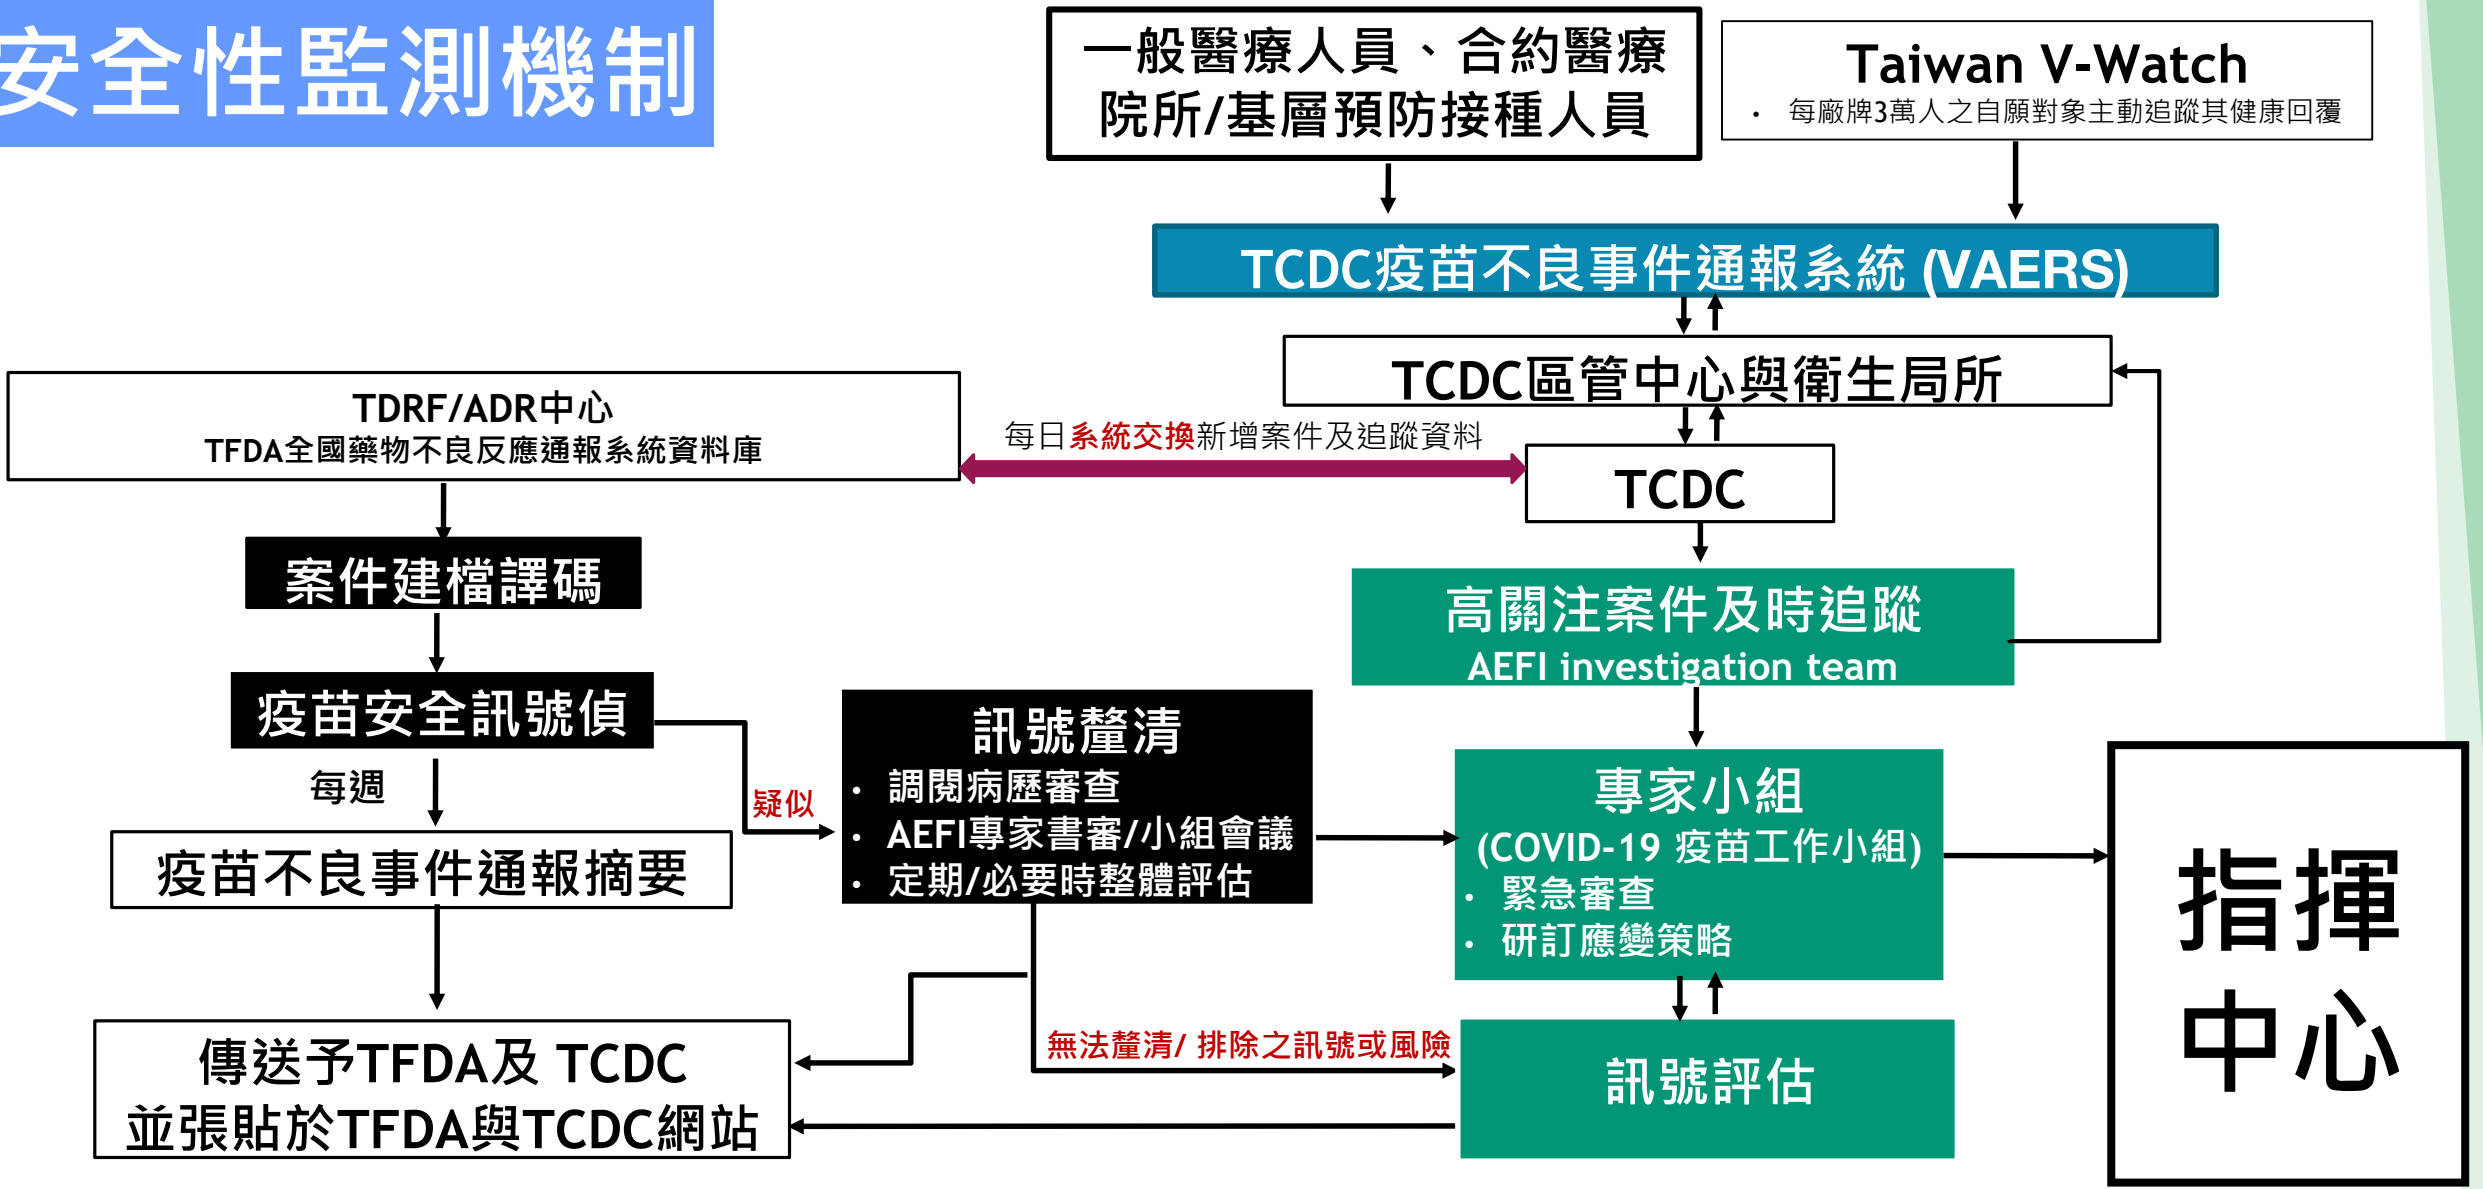 安全性監測機制
一般醫療人員、合約醫療
院所/基層預防接種人員
Taiwan V-Watch
• 每廠牌3萬人之自願對象主動追蹤其健康回覆
TCDC疫苗不良事件通報系統 (VAERS)
TCDC區管中心與衛生局所
TDRF/ADR中心
TFDA全國藥物不良反應通報系統資料庫
每日系統交換新增案件及追蹤資料
TCDC
案件建檔譯碼
高關注案件及時追蹤
AEFI investigation team
疫苗安全訊號偵
每週
疑似
訊號釐清
• 調閱病歷審查
• AEFI專家書審/小組會議
• 定期/必要時整體評估
專家小組
(COVID-19 疫苗工作小組)
• 緊急審查
• 研訂應變策略
指揮
中心
疫苗不良事件通報摘要
無法釐清/ 排除之訊號或風險
傳送予TFDA及 TCDC
並張貼於TFDA與TCDC網站
訊號評估